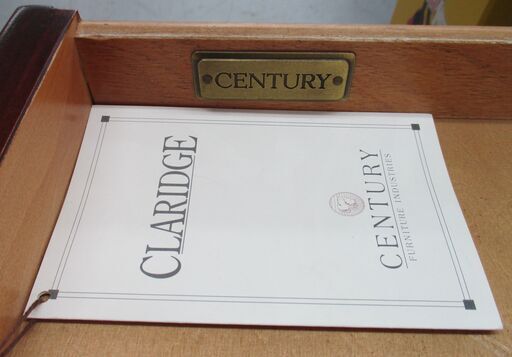 CENTURY
CLARIDGE
CENTURY
FURNITURE INDUSTRIES